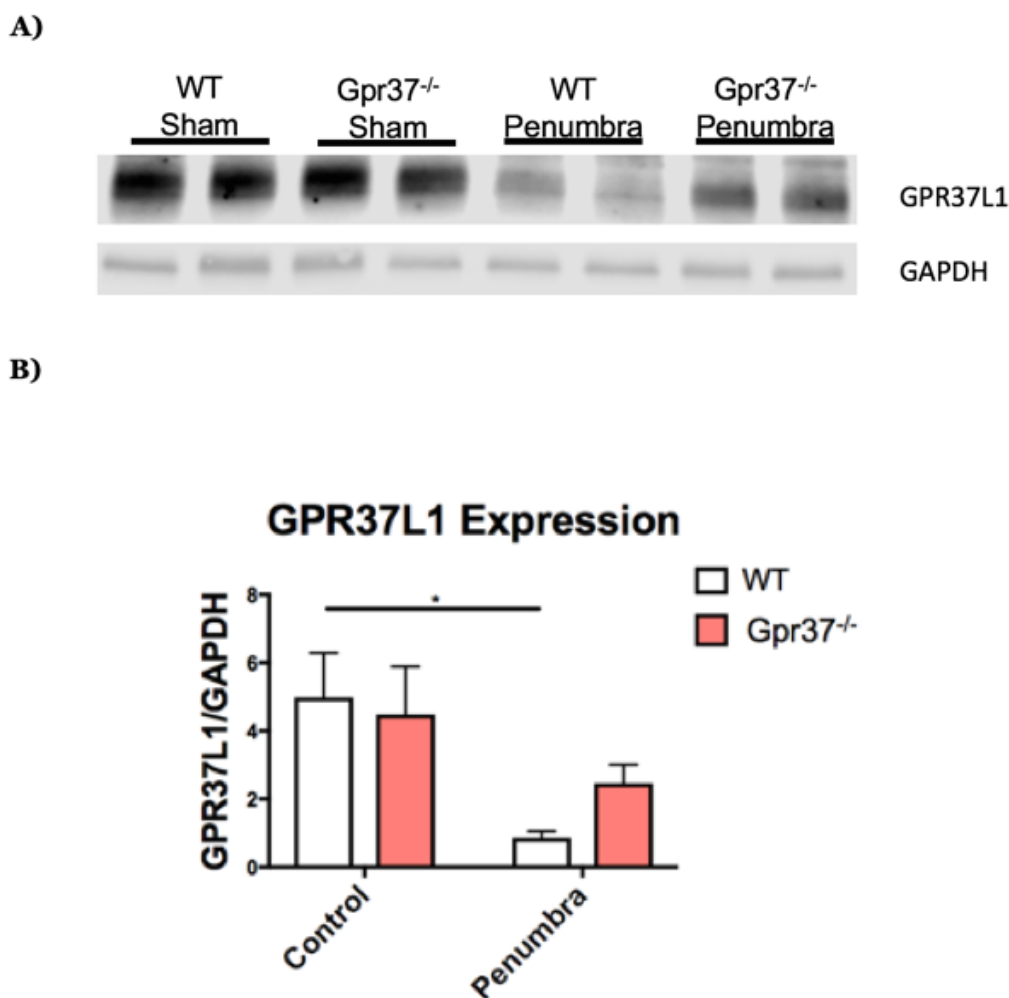 A)
WT Gpr37-/- WT Gpr37-/-
Sham Sham Penumbra Penumbra
GPR37L1
GAPDH
B)
GPR37L1 Expression
WT
Gpr37-/-
GPR37L1/GAPDH
8
6
4
2
0
*
Control
Penumbra